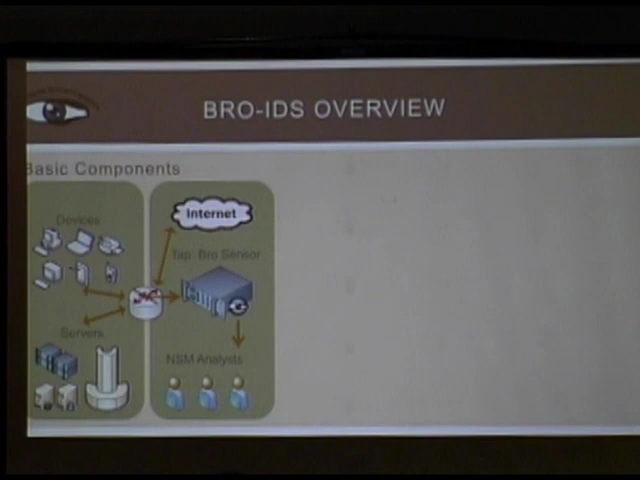 BRO-IDS OVERVIEW
Basic Components
Internet
Devices
Tap: Bro Sensor
Servers
NSM Analysts